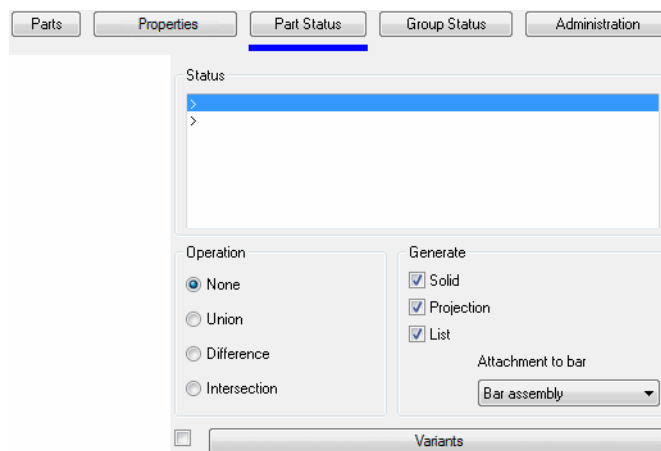 Parts Properties Part Status Group Status Administration
Status
>
>
Operation
None
Union
Difference
Intersection
Generate
Solid
Projection
List
Attachment to bar
Bar assembly
Variants